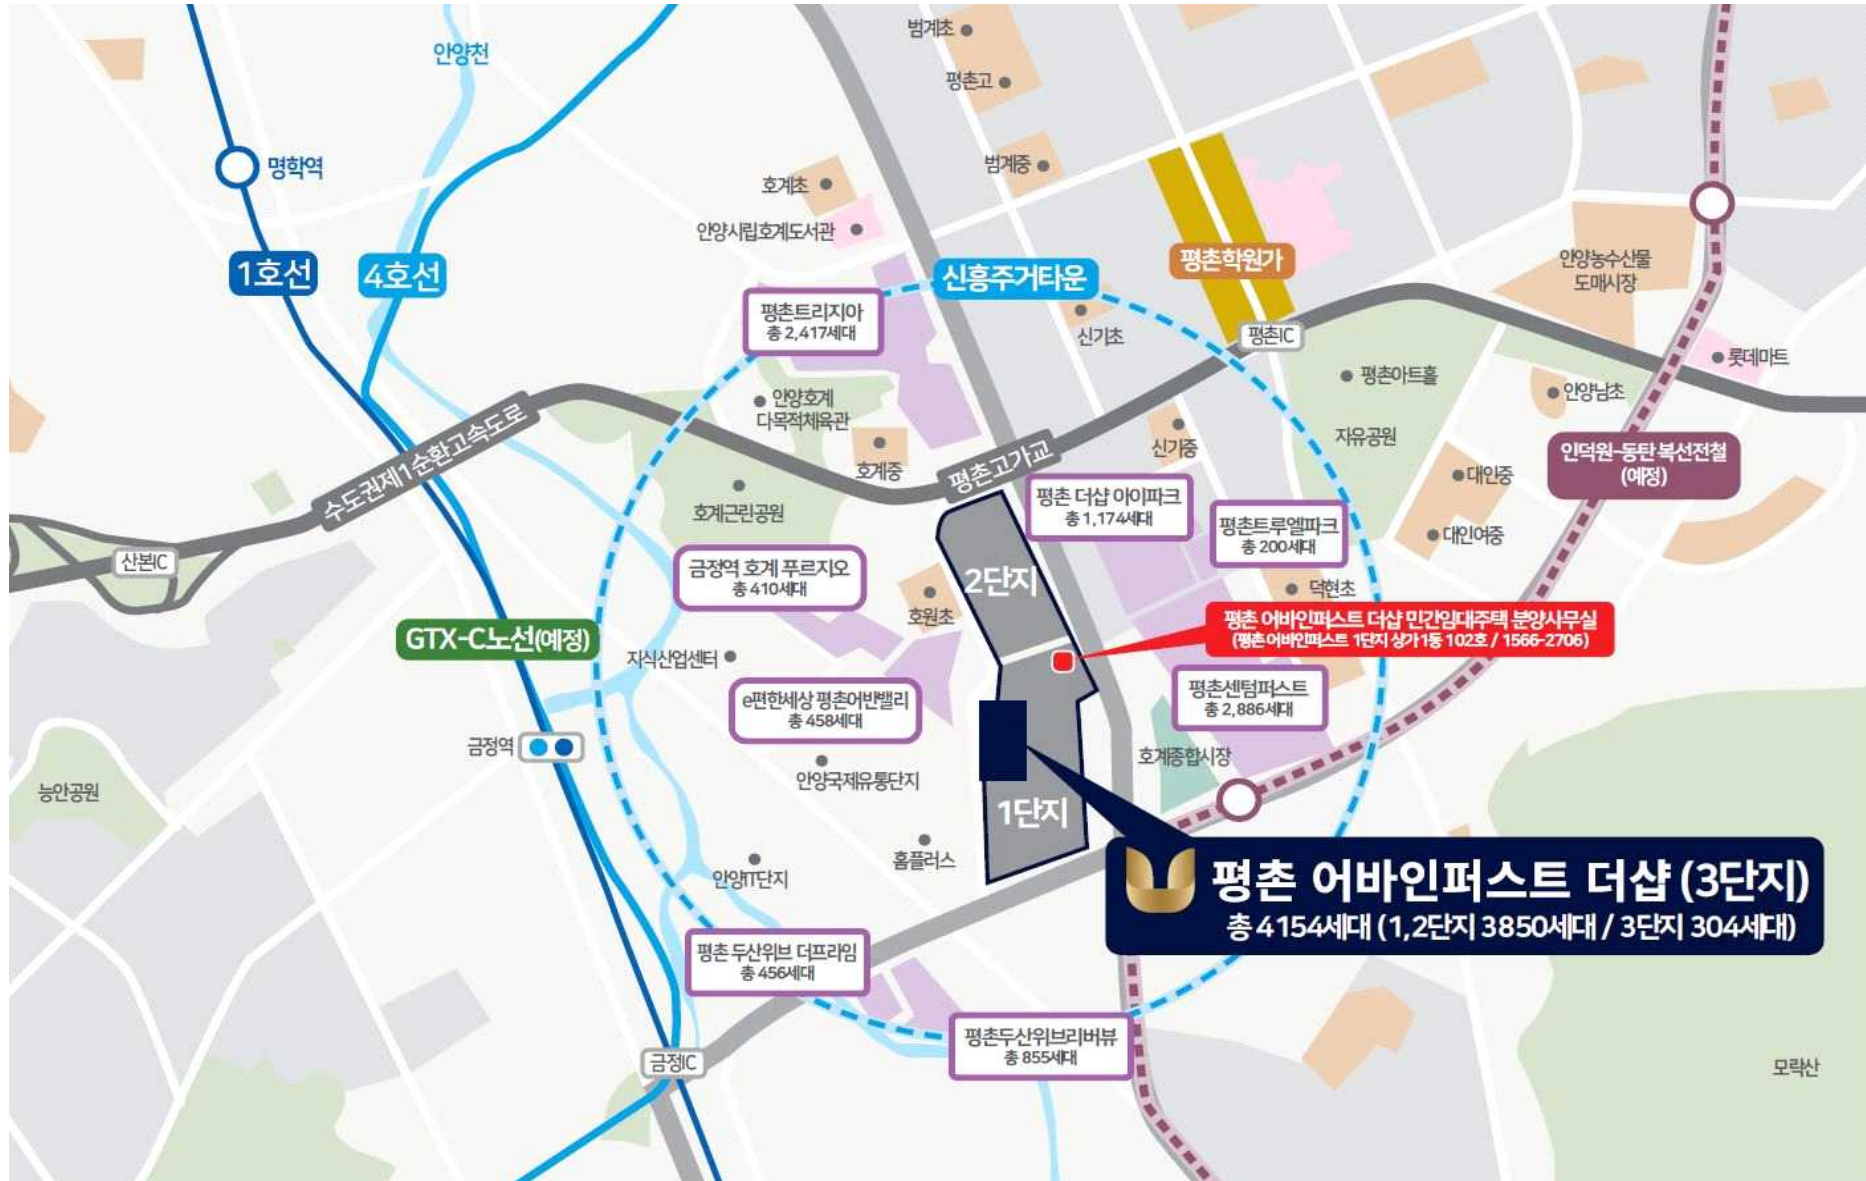 범계초
안양천
평촌고
범계중
명학역
호계초
안양시립호계도서관
1호선
4호선
신흥주거타운
평촌학원가
안양농수산물
도매시장
평촌트리지아
총 2,417세대
신기초
평촌IC
롯데마트
평촌아트홀
안양남초
안양호계
다목적체육관
수도권제1순환고속도로
호계중
평촌고가교
신기중
자유공원
인덕원-동탄 복선전철
(예정)
대안중
호계근린공원
평촌 더샵 아이파크
총 1,174세대
평촌트루엘파크
총 200세대
대안여중
산본IC
금정역 호계 푸르지오
총 410세대
2단지
호원초
덕현초
평촌 어바인퍼스트 더샵 민간임대주택 분양사무실
(평촌 어바인퍼스트 1단지 상가 1동 102호 / 1566-2706)
GTX-C노선(예정)
지식산업센터
e편한세상 평촌어반밸리
총 458세대
평촌센텀퍼스트
총 2,886세대
금정역
호계종합시장
안양국제유통단지
능안공원
1단지
홈플러스
안양IT단지
평촌 어바인퍼스트 더샵 (3단지)
총 4154세대 (1,2단지 3850세대 / 3단지 304세대)
평촌 두산위브 더프라임
총 456세대
평촌두산위브리버뷰
총 855세대
금정IC
모락산